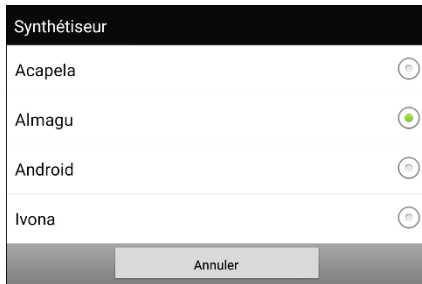 Synthétiseur
Acapela
Almagu
Android
Ivona
Annuler